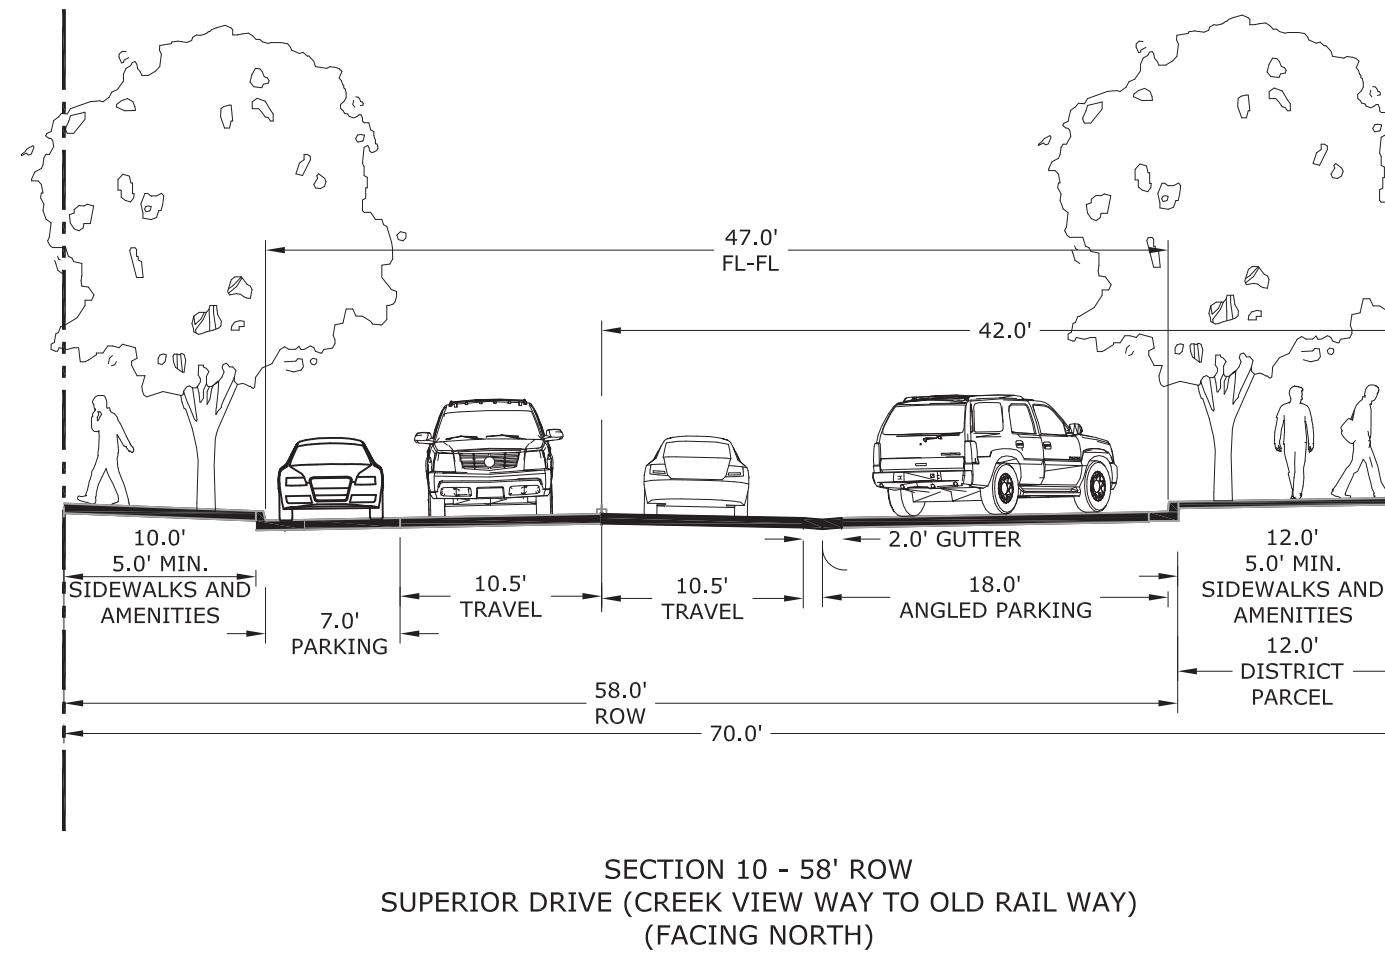 47.0'
FL-FL
42.0'
10.0'
5.0' MIN.
SIDEWALKS AND
AMENITIES
7.0'
PARKING
10.5'
TRAVEL
10.5'
TRAVEL
2.0' GUTTER
18.0'
ANGLED PARKING
12.0'
5.0' MIN.
SIDEWALKS AND
AMENITIES
12.0'
DISTRICT
PARCEL
58.0'
ROW
70.0'
SECTION 10 - 58' ROW
SUPERIOR DRIVE (CREEK VIEW WAY TO OLD RAIL WAY)
(FACING NORTH)